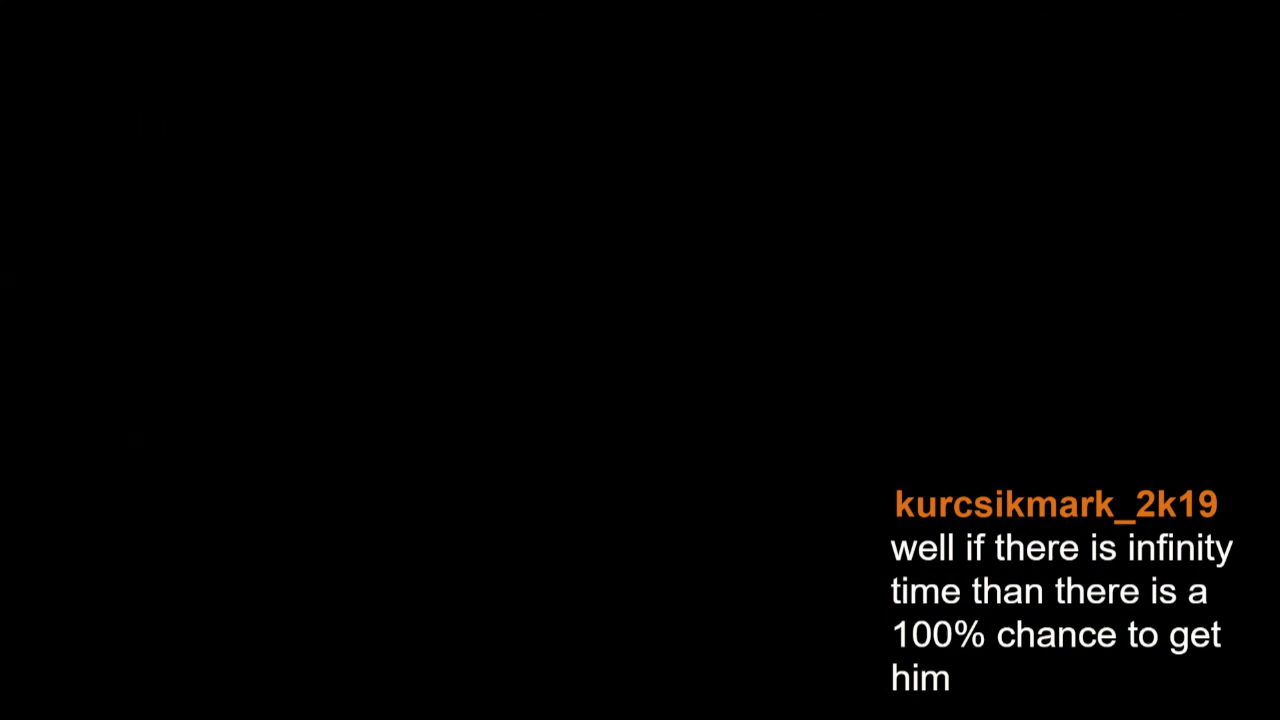 kurcsikmark_2k19
well if there is infinity
time than there is a
100% chance to get
him